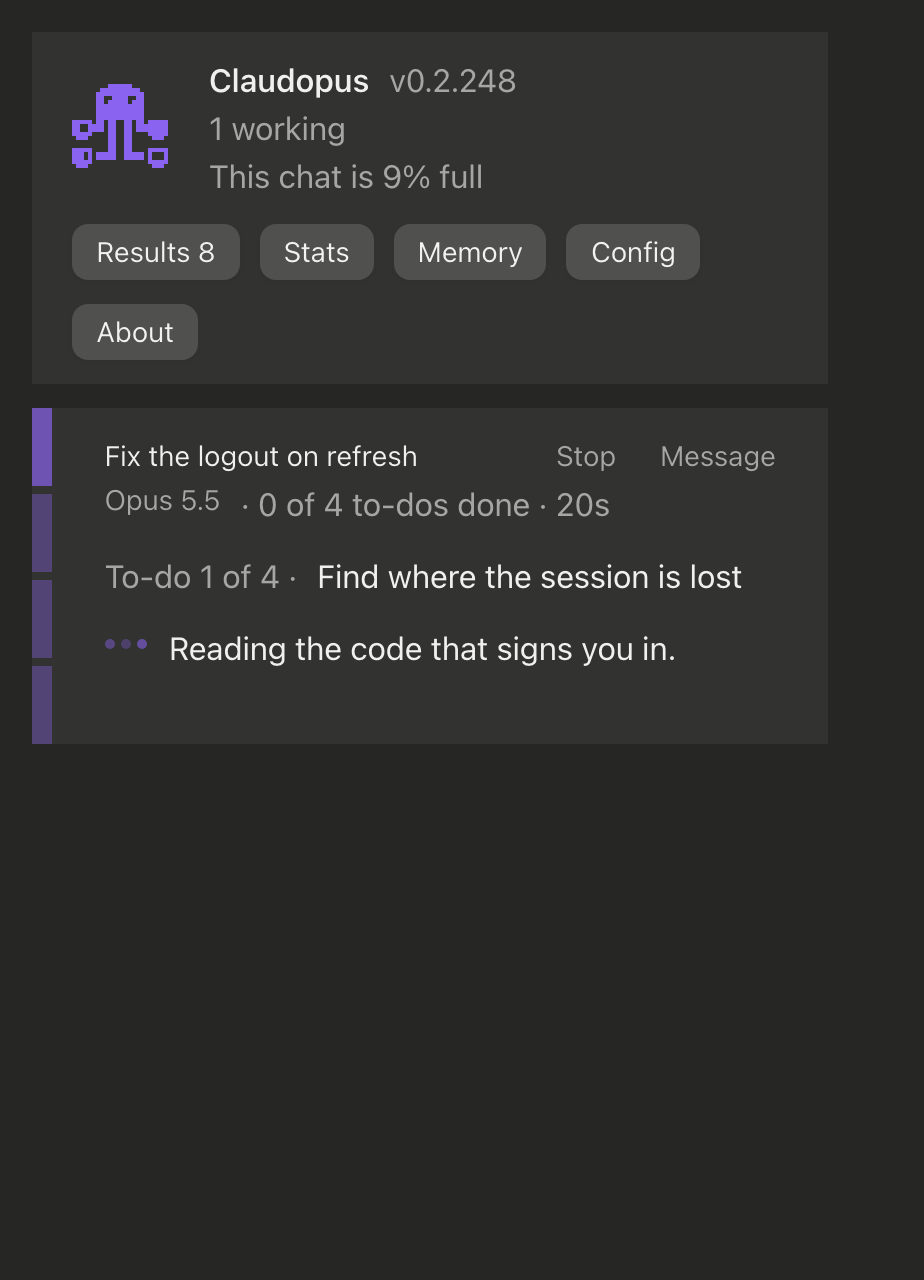 Claudopus v0.2.248
1 working
This chat is 9% full
Results 8 Stats Memory Config
About
Fix the logout on refresh Stop Message
Opus 5.5 · 0 of 4 to-dos done · 20s
To-do 1 of 4 · Find where the session is lost
Reading the code that signs you in.